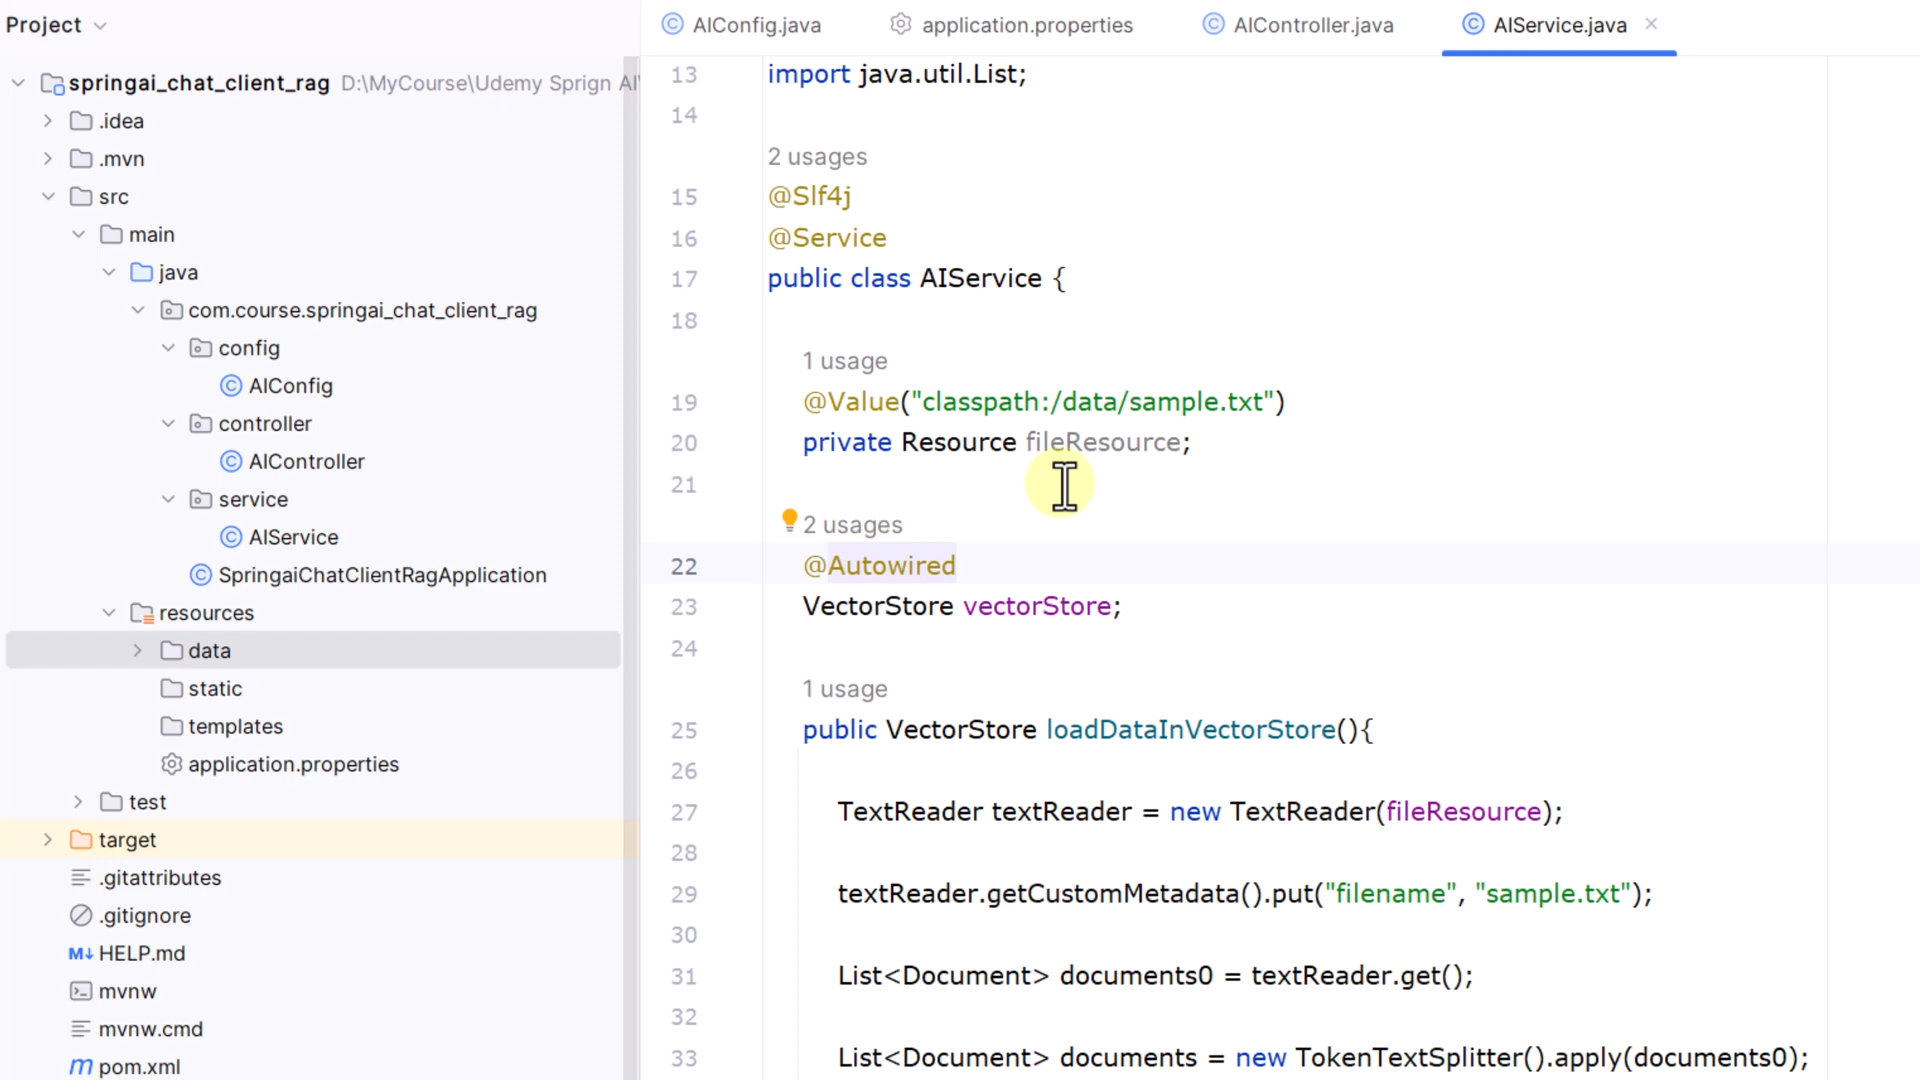 Project
springai_chat_client_rag D:\MyCourse\Udemy Sprign AI\
.idea
.mvn
src
main
java
com.course.springai_chat_client_rag
config
AIConfig
controller
AIController
service
AIService
SpringaiChatClientRagApplication
resources
data
static
templates
application.properties
test
target
.gitattributes
.gitignore
M↓ HELP.md
mvnw
mvnw.cmd
m pom.xml
AIConfig.java application.properties AIController.java AIService.java
13 import java.util.List;
14
2 usages
15 @Slf4j
16 @Service
17 public class AIService {
18
1 usage
19 @Value("classpath:/data/sample.txt")
20 private Resource fileResource;
21
2 usages
22 @Autowired
23 VectorStore vectorStore;
24
1 usage
25 public VectorStore loadDataInVectorStore(){
26
27 TextReader textReader = new TextReader(fileResource);
28
29 textReader.getCustomMetadata().put("filename", "sample.txt");
30
31 List<Document> documents0 = textReader.get();
32
33 List<Document> documents = new TokenTextSplitter().apply(documents0);